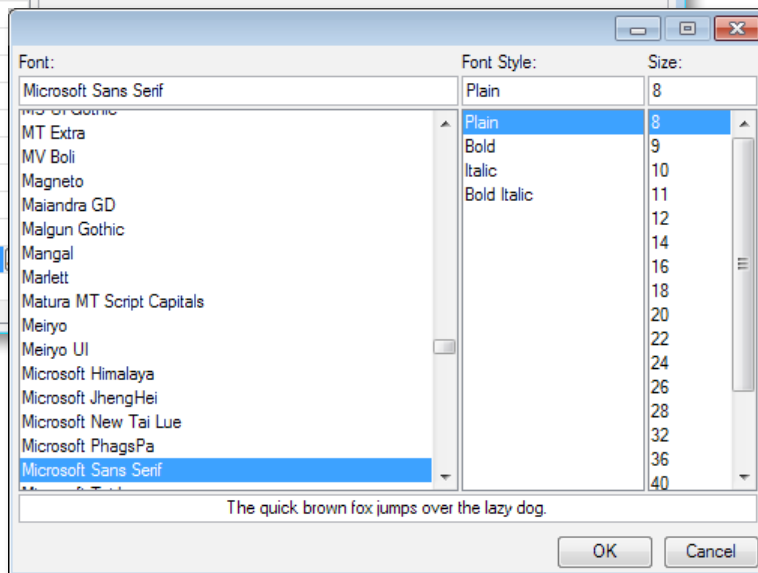 Font:
Font Style:
Size:
Microsoft Sans Serif
Plain
8
MS UI Gothic
MT Extra
MV Boli
Magneto
Maiandra GD
Malgun Gothic
Mangal
Marlett
Matura MT Script Capitals
Meiryo
Meiryo UI
Microsoft Himalaya
Microsoft JhengHei
Microsoft New Tai Lue
Microsoft PhagsPa
Microsoft Sans Serif
Plain
Bold
Italic
Bold Italic
8
9
10
11
12
14
16
18
20
22
24
26
28
32
36
40
The quick brown fox jumps over the lazy dog.
OK
Cancel